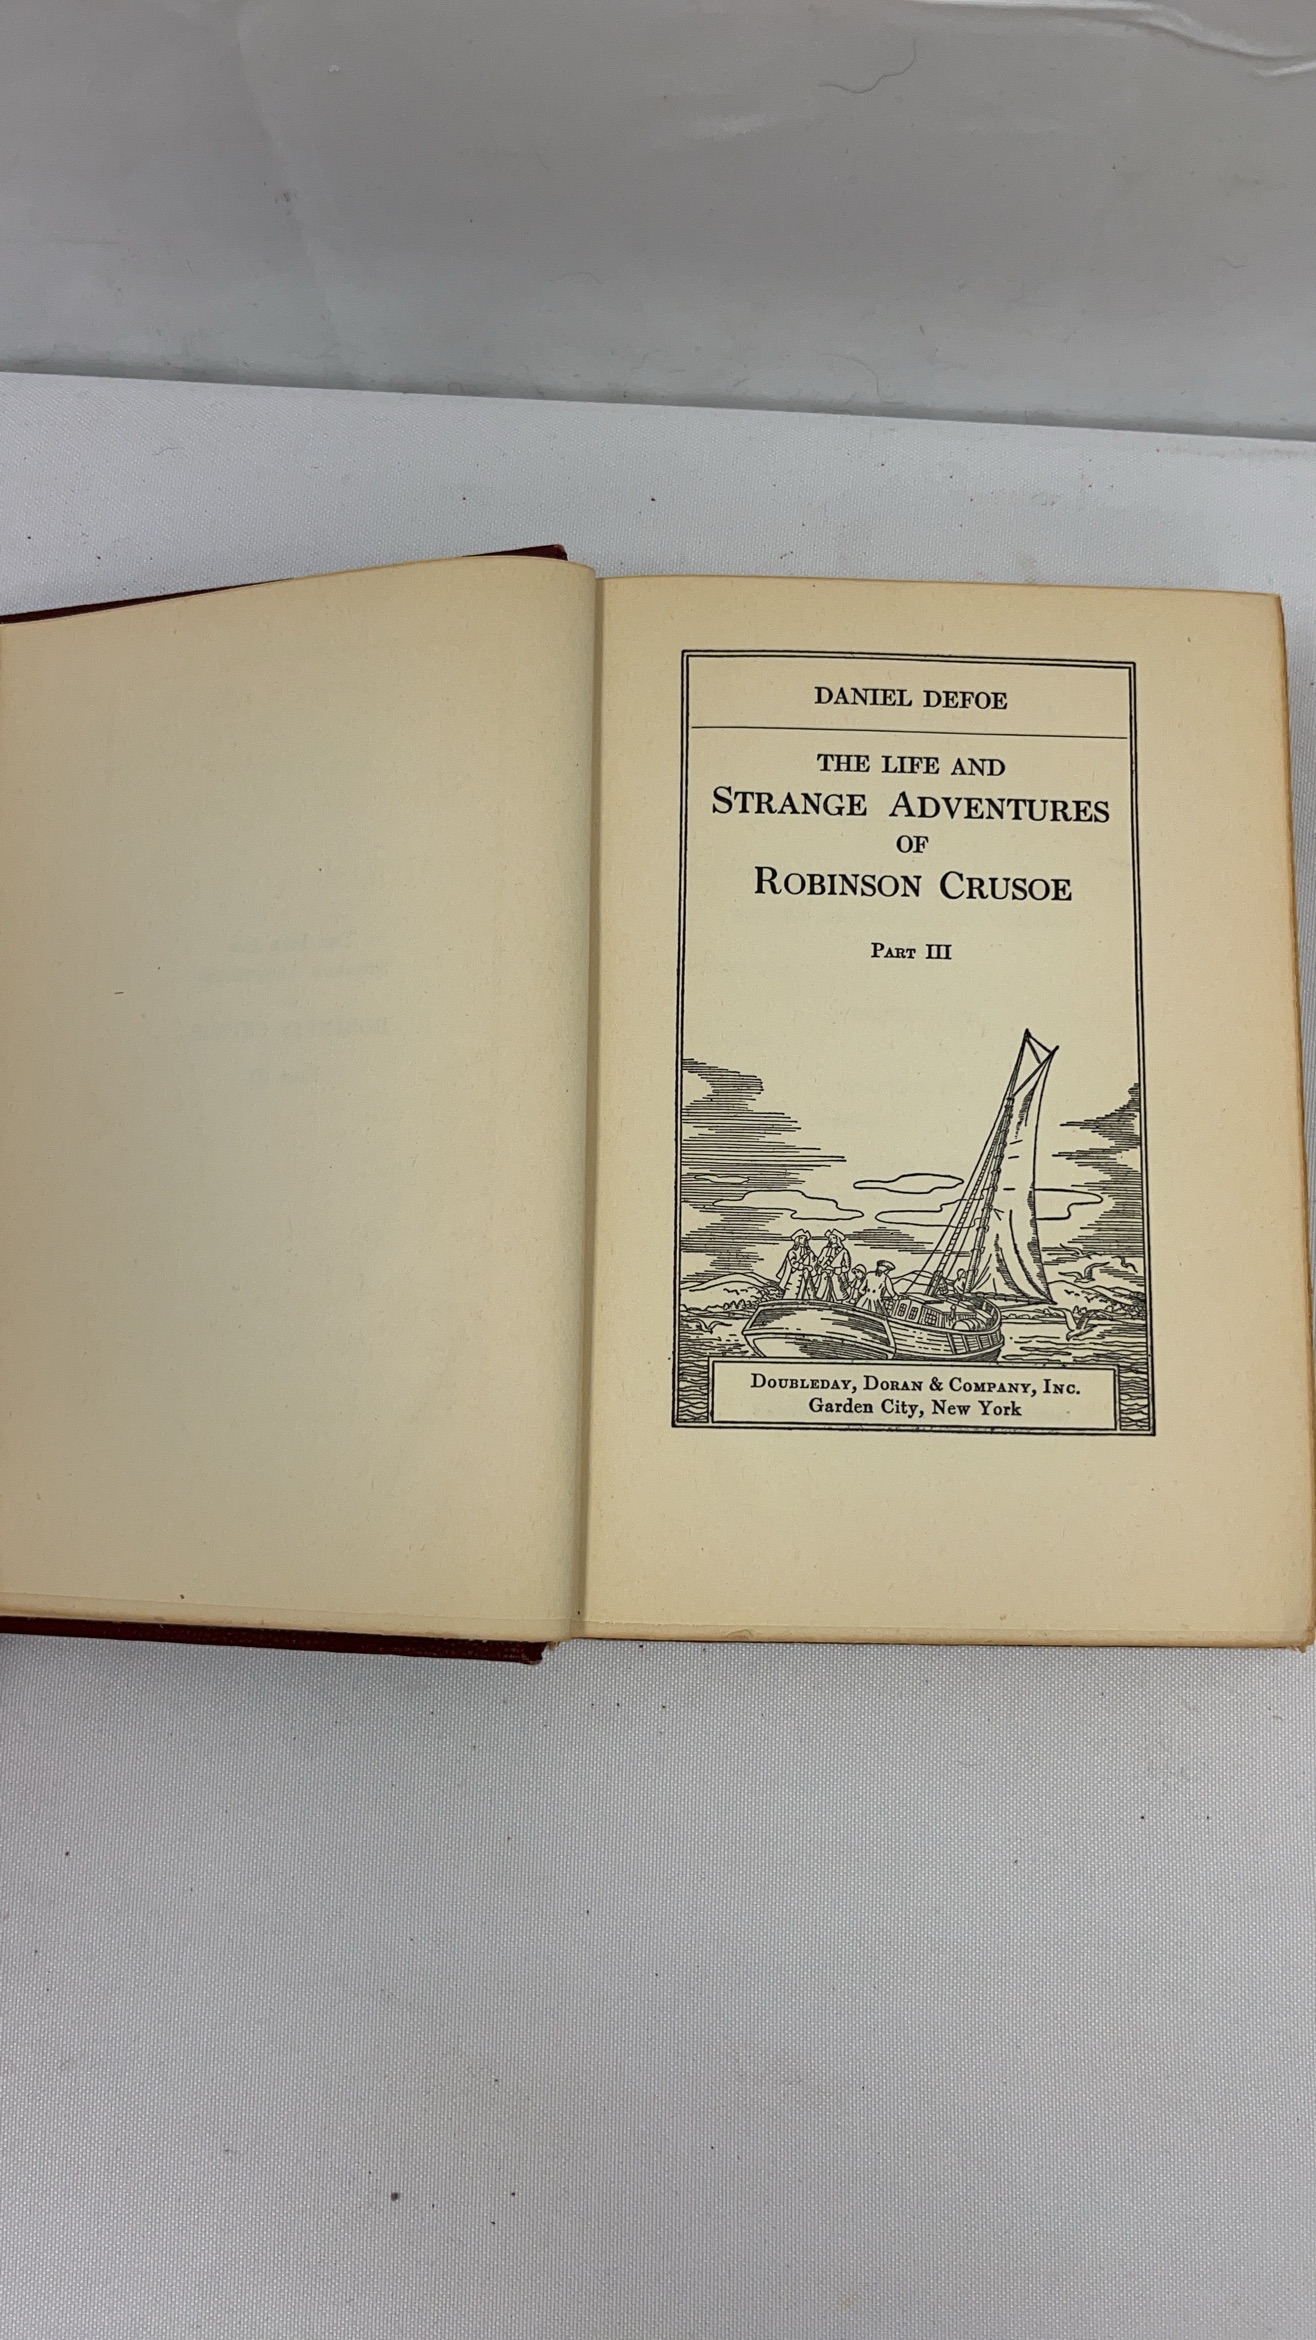 DANIEL DEFOE
THE LIFE AND
STRANGE ADVENTURES
OF
ROBINSON CRUSOE
PART III
DOUBLEDAY, DORAN & COMPANY, INC.
Garden City, New York